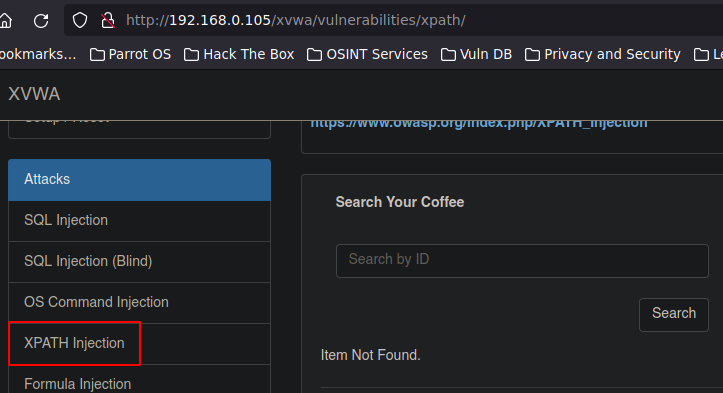 http://192.168.0.105/xvwa/vulnerabilities/xpath/
ookmarks... Parrot OS Hack The Box OSINT Services Vuln DB Privacy and Security Le
XVWA
https://www.owasp.org/index.php/XPATH_Injection
Attacks
SQL Injection
SQL Injection (Blind)
OS Command Injection
XPATH Injection
Formula Injection
Search Your Coffee
Search by ID
Search
Item Not Found.